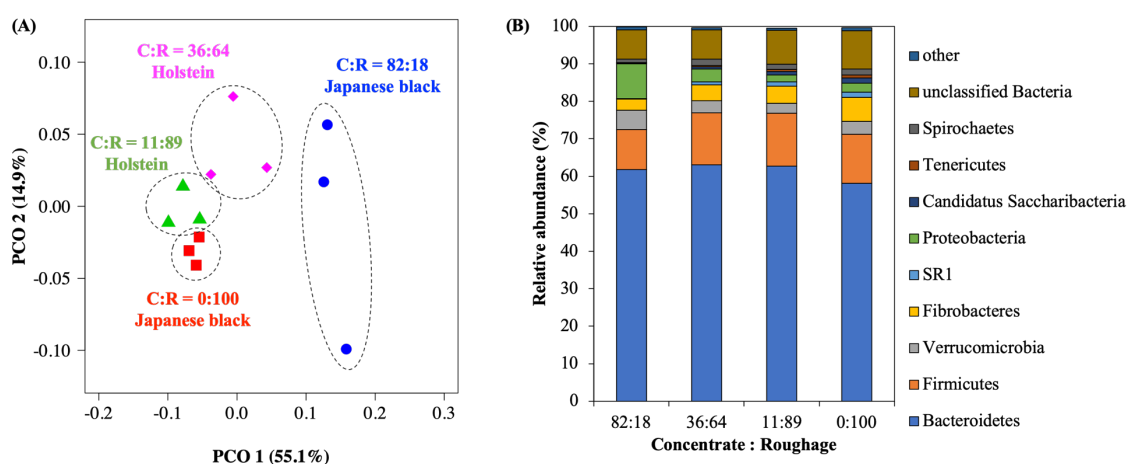 (A)
C:R = 36:64
Holstein
C:R = 82:18
Japanese black
C:R = 11:89
Holstein
C:R = 0:100
Japanese black
0.10
0.05
0.00
-0.05
-0.10
PCO 2 (14.9%)
-0.2
-0.1
0.0
0.1
0.2
0.3
PCO 1 (55.1%)
(B)
100
90
80
70
60
50
40
30
20
10
0
Relative abundance (%)
82:18
36:64
11:89
0:100
Concentrate : Roughage
other
unclassified Bacteria
Spirochaetes
Tenericutes
Candidatus Saccharibacteria
Proteobacteria
SR1
Fibrobacteres
Verrucomicrobia
Firmicutes
Bacteroidetes